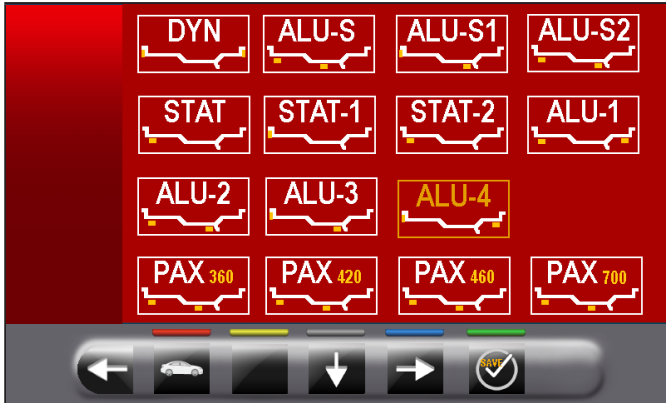 DYN ALU-S ALU-S1 ALU-S2
STAT STAT-1 STAT-2 ALU-1
ALU-2 ALU-3 ALU-4
PAX 360 PAX 420 PAX 460 PAX 700
SAVE